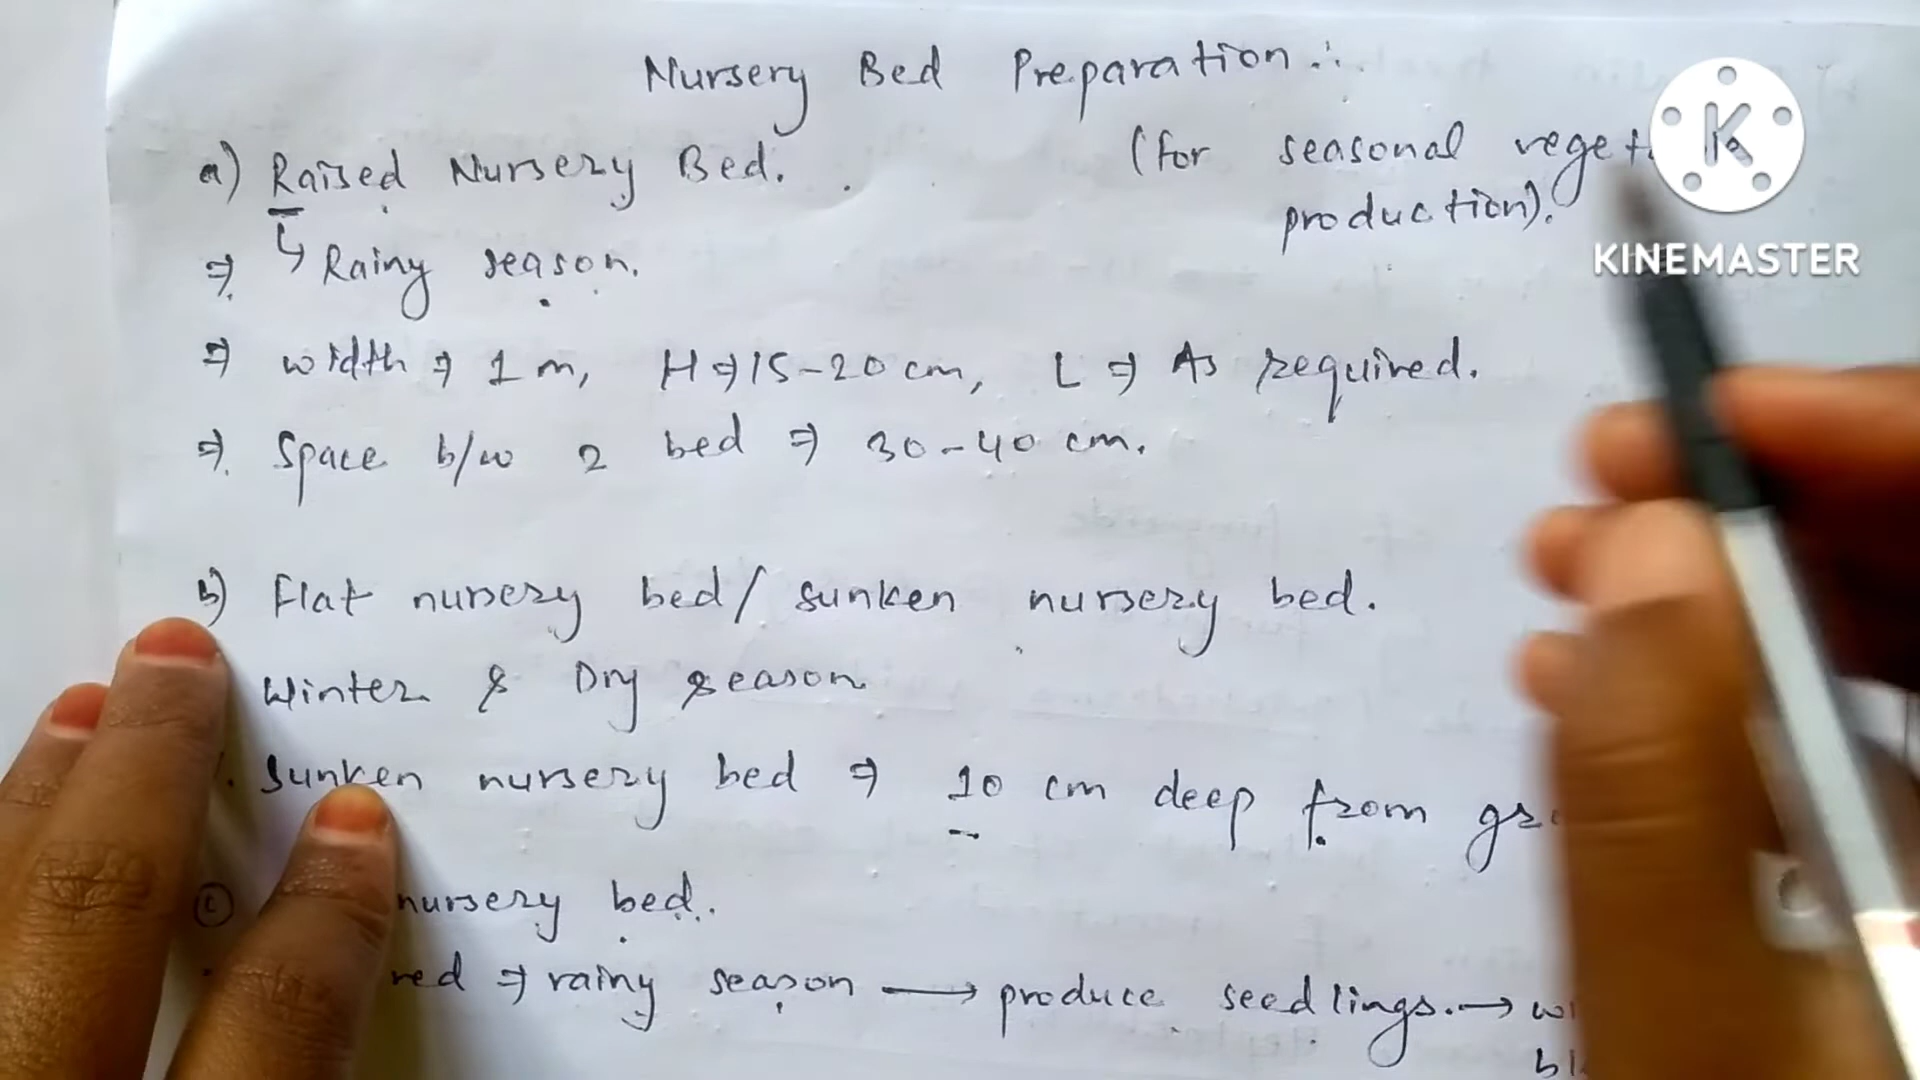 Nursery Bed Preparation :-
(for seasonal
production).
a) Raised Nursery Bed.
⇒ ↳ Rainy season.
⇒ width ⇒ 1 m, H ⇒ 15-20 cm, L ⇒ As required.
⇒ Space b/w 2 bed ⇒ 30-40 cm.
b) Flat nursery bed / sunken nursery bed.
Winter & Dry season
Sunken nursery bed ⇒ 10 cm deep from
c nursery bed.
⇒ rainy season → produce seedlings. →
K
KINEMASTER